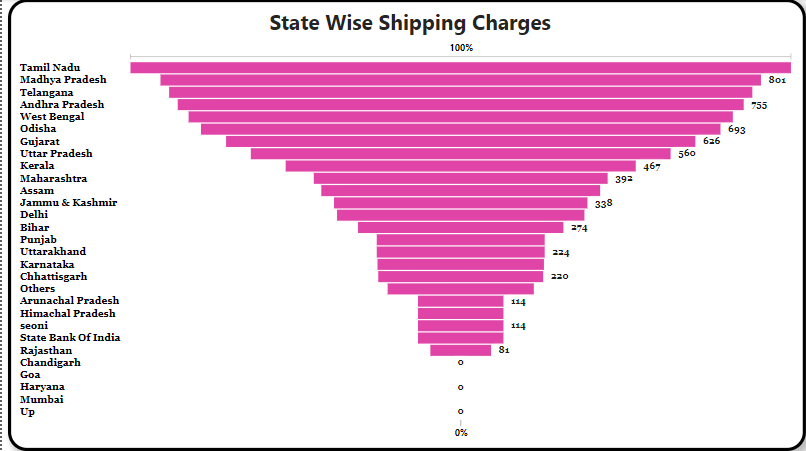 State Wise Shipping Charges
100%
Tamil Nadu
Madhya Pradesh 801
Telangana
Andhra Pradesh 755
West Bengal
Odisha 693
Gujarat 626
Uttar Pradesh 560
Kerala 467
Maharashtra 392
Assam
Jammu & Kashmir 338
Delhi
Bihar 274
Punjab
Uttarakhand 224
Karnataka
Chhattisgarh 220
Others
Arunachal Pradesh 114
Himachal Pradesh
seoni 114
State Bank Of India
Rajasthan 81
Chandigarh 0
Goa
Haryana 0
Mumbai
Up 0
0%